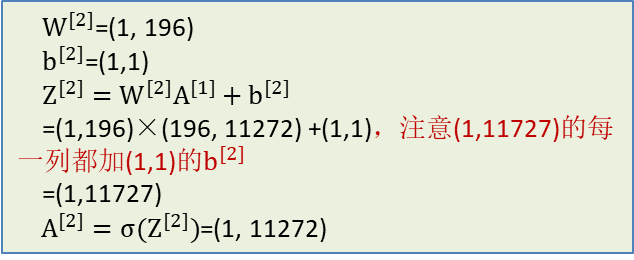 W[2]=(1, 196)
b[2]=(1,1)
Z[2] = W[2]A[1] + b[2]
=(1,196)×(196, 11272) +(1,1)，注意(1,11727)的每
一列都加(1,1)的b[2]
=(1,11727)
A[2] = σ(Z[2])=(1, 11272)